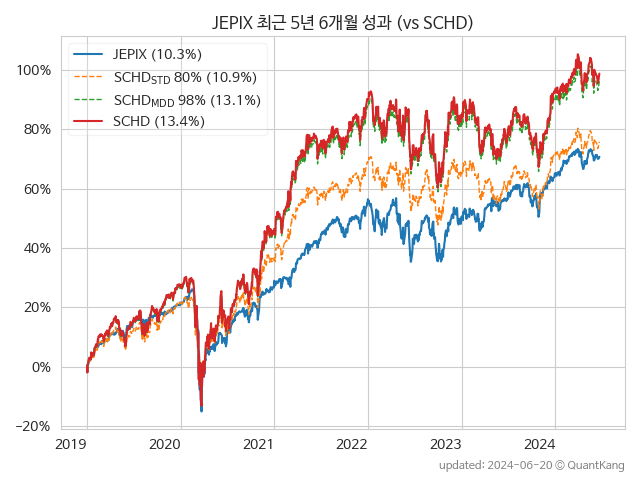 JEPIX 최근 5년 6개월 성과 (vs SCHD)
JEPIX (10.3%)
SCHD_STD 80% (10.9%)
SCHD_MDD 98% (13.1%)
SCHD (13.4%)
100%
80%
60%
40%
20%
0%
−20%
2019 2020 2021 2022 2023 2024
updated: 2024-06-20 © QuantKang